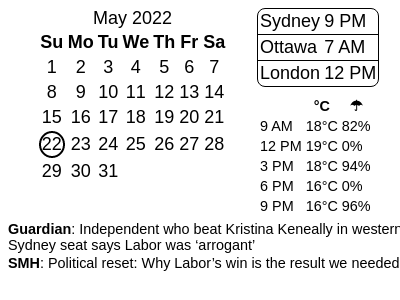 May 2022
Su Mo Tu We Th Fr Sa
1 2 3 4 5 6 7
8 9 10 11 12 13 14
15 16 17 18 19 20 21
22 23 24 25 26 27 28
29 30 31
Sydney 9 PM
Ottawa 7 AM
London 12 PM
°C ☂
9 AM 18°C 82%
12 PM 19°C 0%
3 PM 18°C 94%
6 PM 16°C 0%
9 PM 16°C 96%
Guardian: Independent who beat Kristina Keneally in western
Sydney seat says Labor was ‘arrogant’
SMH: Political reset: Why Labor’s win is the result we needed